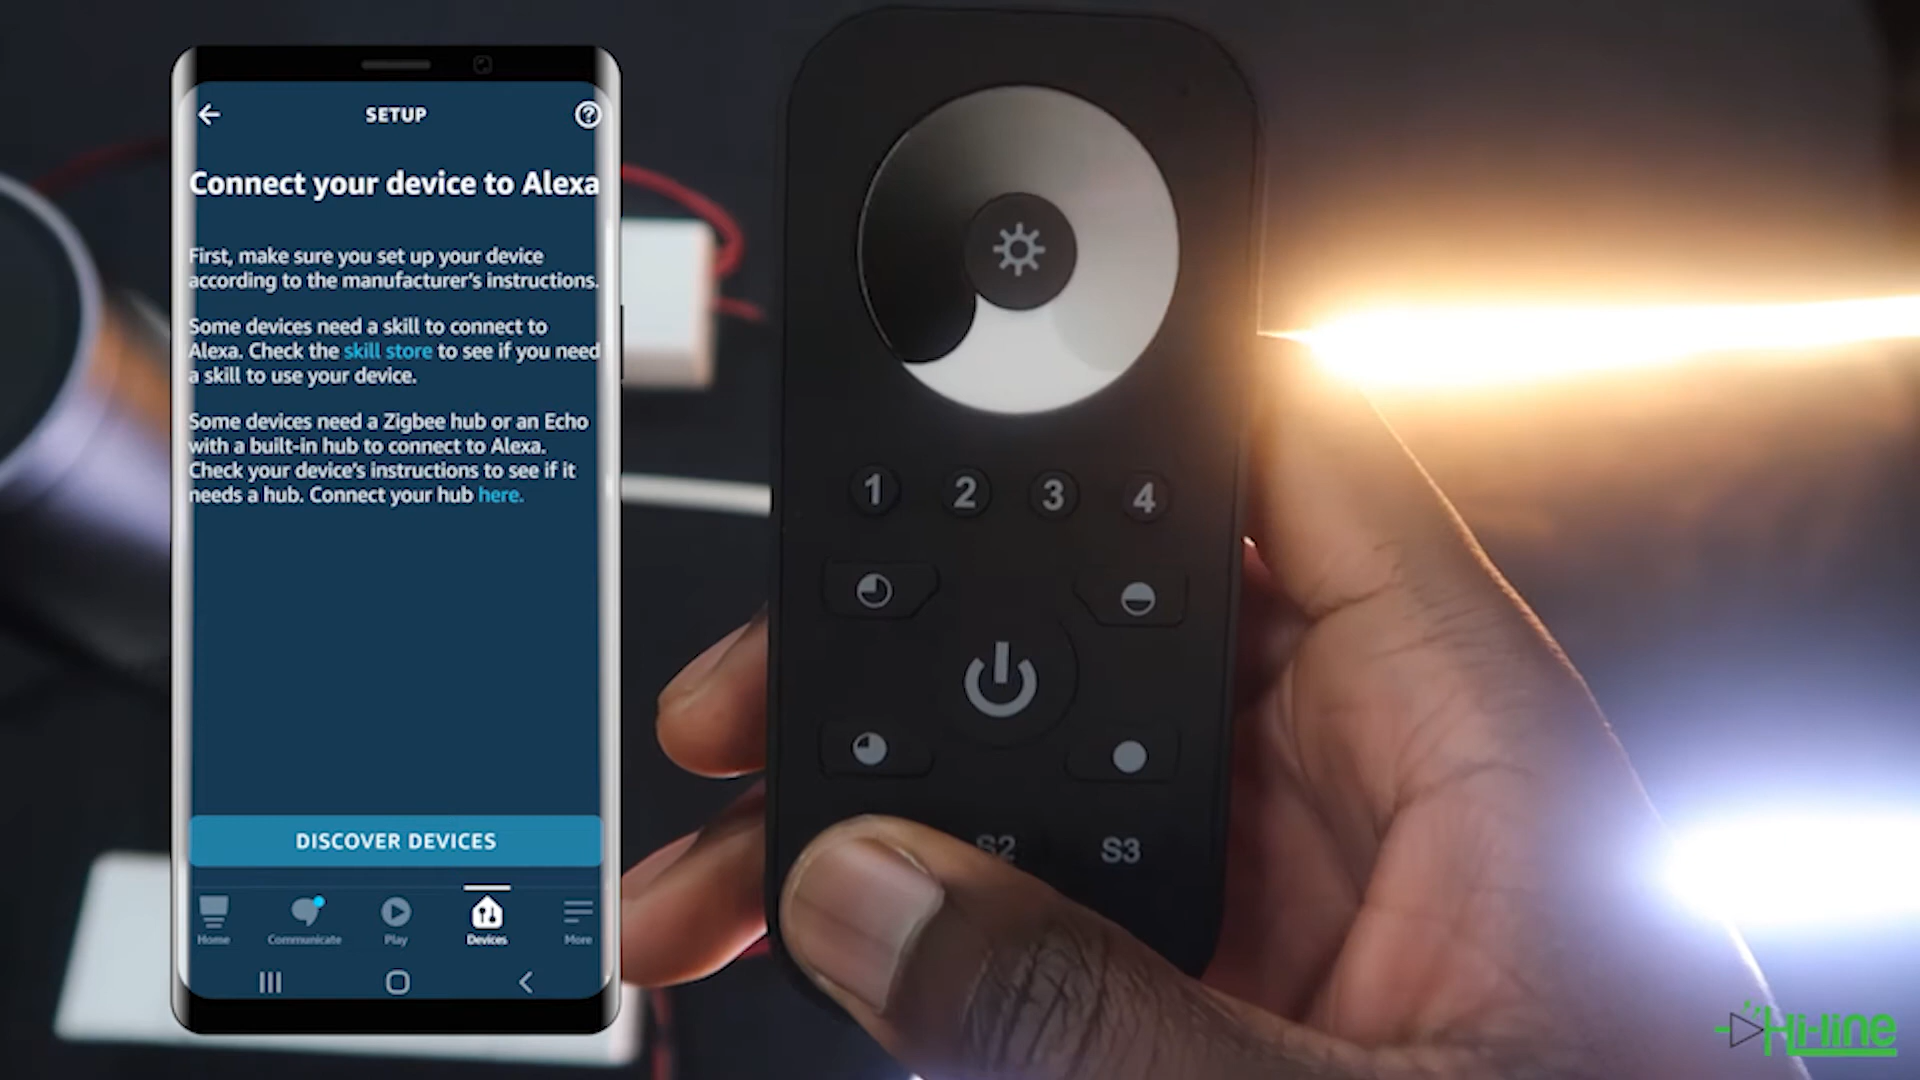 SETUP
Connect your device to Alexa
First, make sure you set up your device
according to the manufacturer's instructions.
Some devices need a skill to connect to
Alexa. Check the skill store to see if you need
a skill to use your device.
Some devices need a Zigbee hub or an Echo
with a built-in hub to connect to Alexa.
Check your device's instructions to see if it
needs a hub. Connect your hub here.
DISCOVER DEVICES
Home Communicate Play Devices More
1 2 3 4
S2 S3
Hi-line